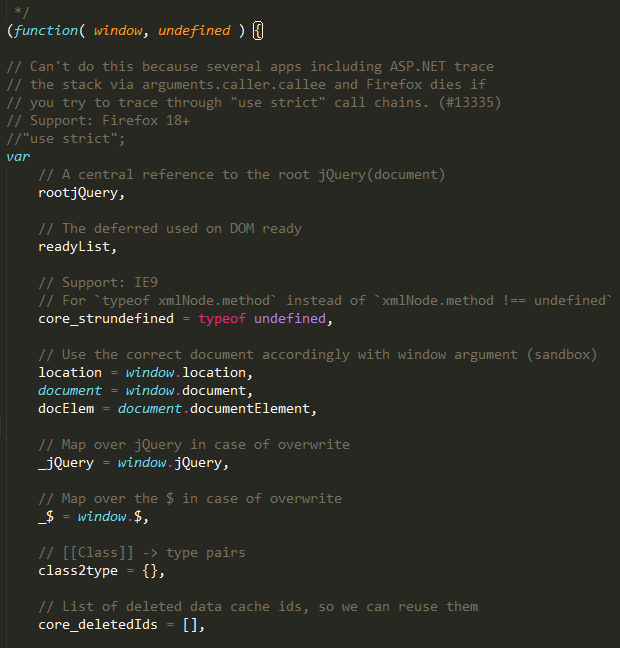 */
(function( window, undefined ) {

// Can't do this because several apps including ASP.NET trace
// the stack via arguments.caller.callee and Firefox dies if
// you try to trace through "use strict" call chains. (#13335)
// Support: Firefox 18+
//"use strict";
var
    // A central reference to the root jQuery(document)
    rootjQuery,

    // The deferred used on DOM ready
    readyList,

    // Support: IE9
    // For `typeof xmlNode.method` instead of `xmlNode.method !== undefined`
    core_strundefined = typeof undefined,

    // Use the correct document accordingly with window argument (sandbox)
    location = window.location,
    document = window.document,
    docElem = document.documentElement,

    // Map over jQuery in case of overwrite
    _jQuery = window.jQuery,

    // Map over the $ in case of overwrite
    _$ = window.$,

    // [[Class]] -> type pairs
    class2type = {},

    // List of deleted data cache ids, so we can reuse them
    core_deletedIds = [],